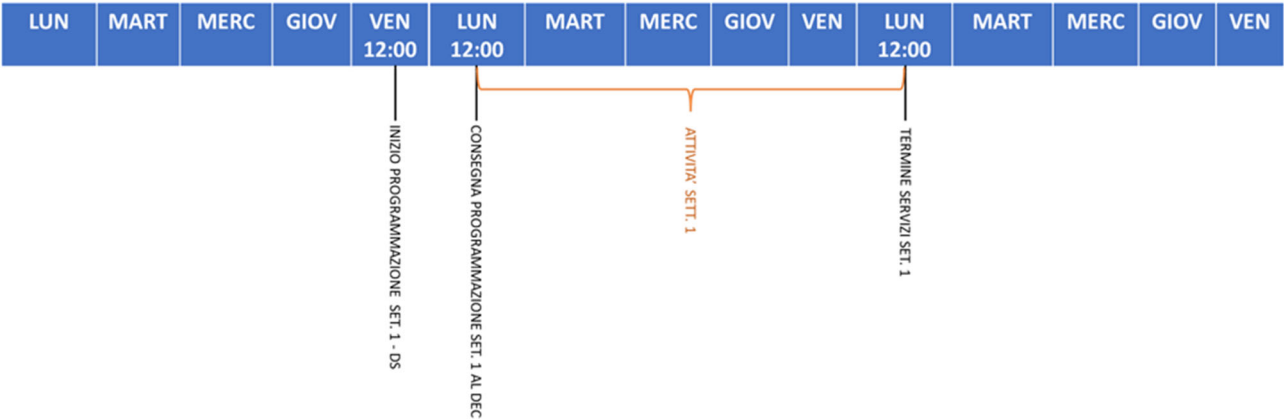 LUN MART MERC GIOV VEN LUN MART MERC GIOV VEN LUN MART MERC GIOV VEN
12:00 12:00 12:00
INIZIO PROGRAMMAZIONE SET. 1 - DS
CONSEGNA PROGRAMMAZIONE SET. 1 AL DEC
ATTIVITA' SETT. 1
TERMINE SERVIZI SET. 1